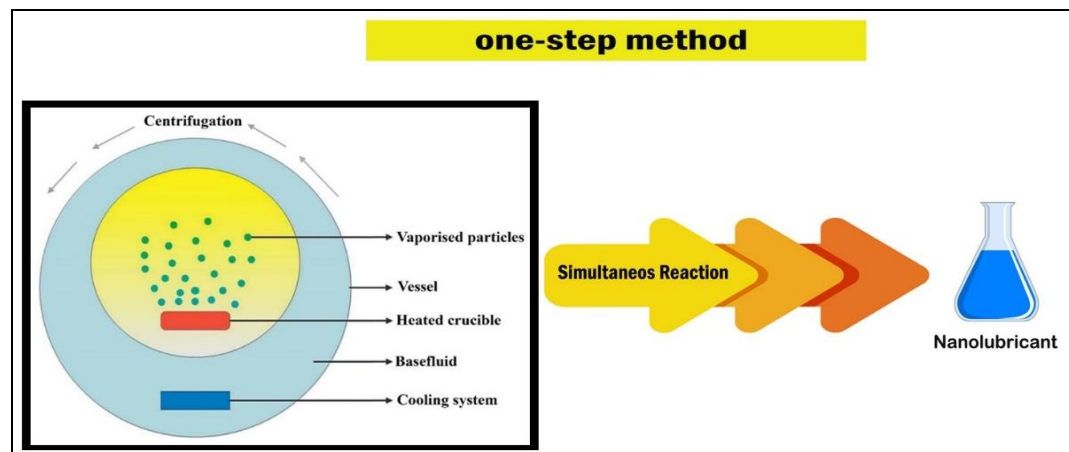 one-step method
Centrifugation
Vaporised particles
Vessel
Heated crucible
Basefluid
Cooling system
Simultaneos Reaction
Nanolubricant